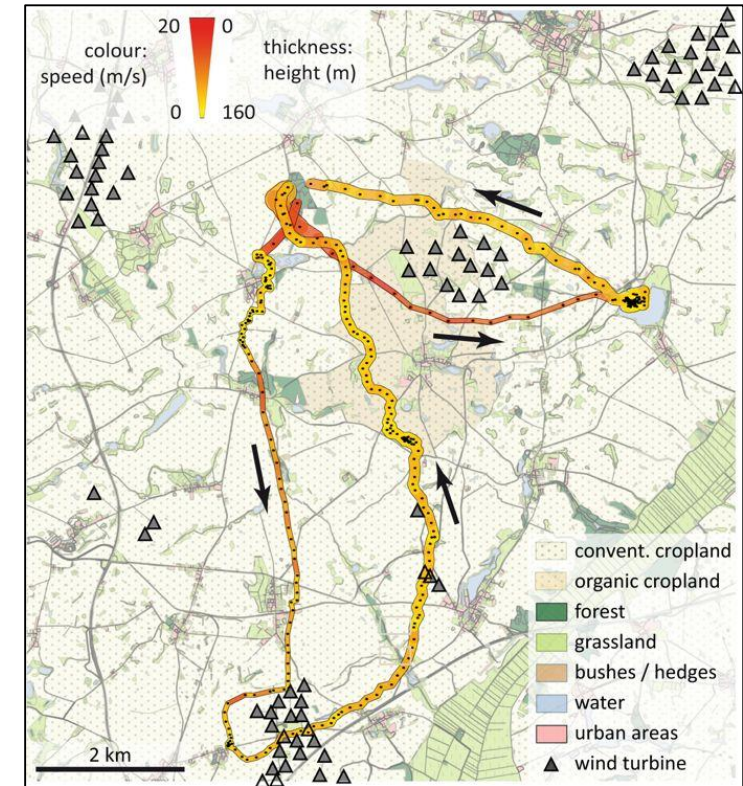 20 0
colour: thickness:
speed (m/s) height (m)
0 160
convent. cropland
organic cropland
forest
grassland
bushes / hedges
water
urban areas
wind turbine
2 km